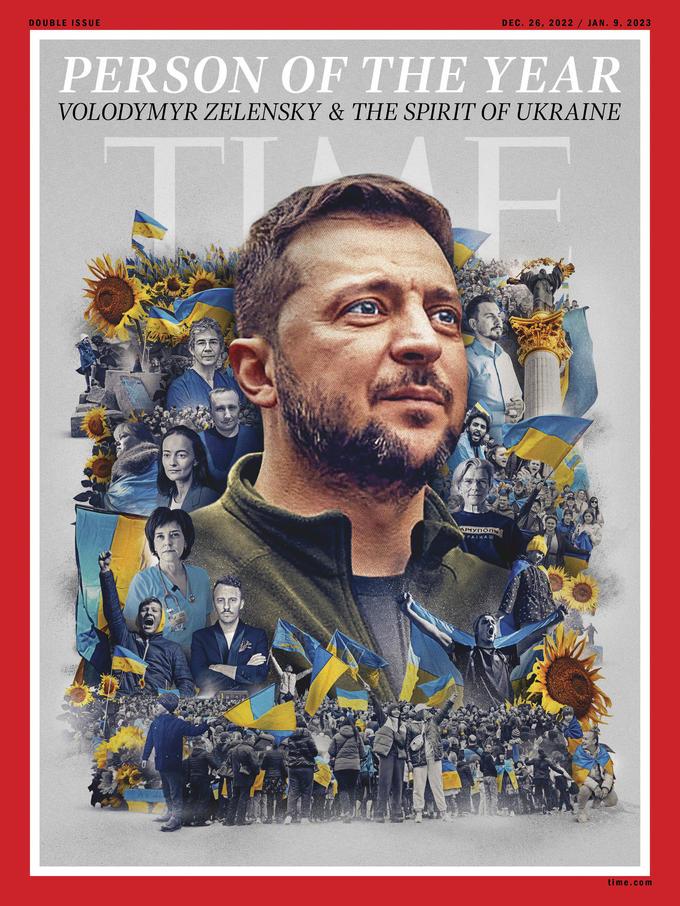 DOUBLE ISSUE
DEC. 26, 2022 / JAN. 9, 2023
PERSON OF THE YEAR
VOLODYMYR ZELENSKY & THE SPIRIT OF UKRAINE
TIME
time.com